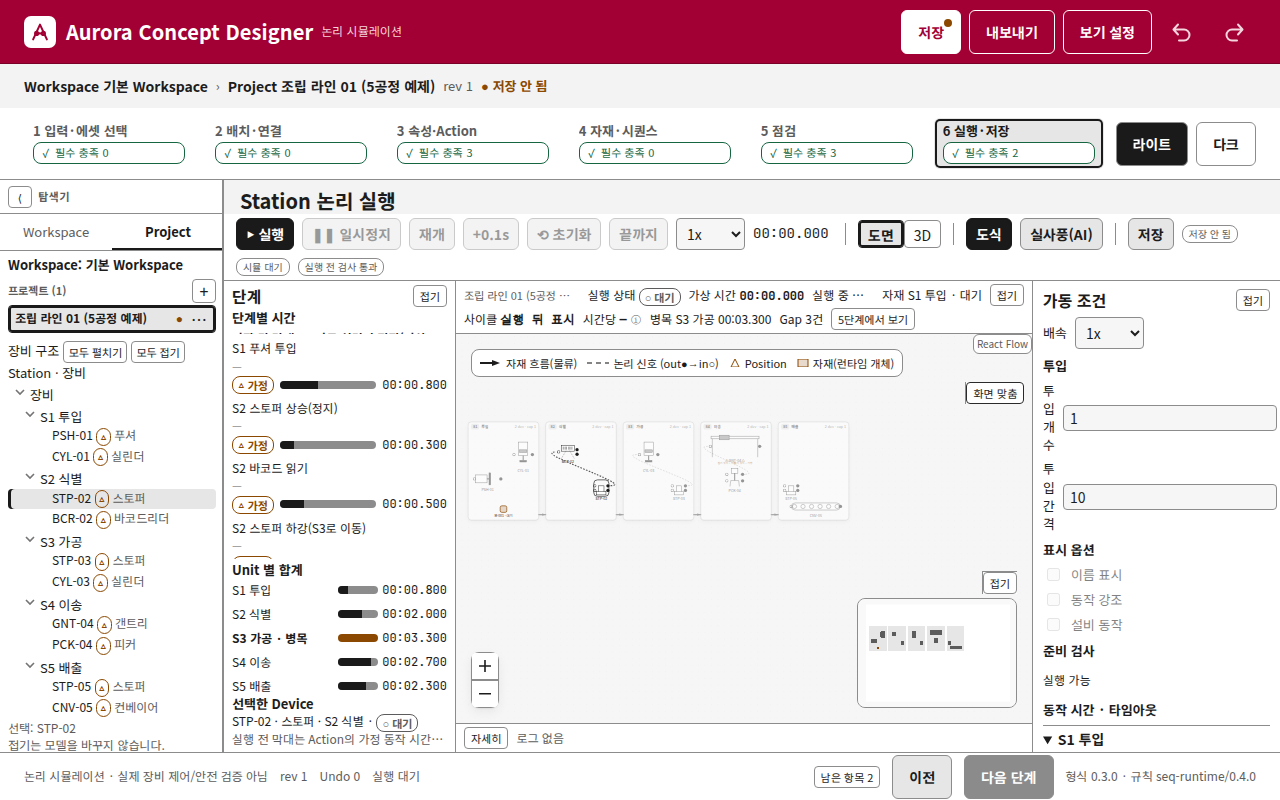 Aurora Concept Designer 논리 시뮬레이션
저장 내보내기 보기 설정
Workspace 기본 Workspace › Project 조립 라인 01 (5공정 예제) rev 1 ● 저장 안 됨
1 입력·에셋 선택 2 배치·연결 3 속성·Action 4 자재·시퀀스 5 점검 6 실행·저장
✓ 필수 충족 0 ✓ 필수 충족 0 ✓ 필수 충족 3 ✓ 필수 충족 0 ✓ 필수 충족 3 ✓ 필수 충족 2
라이트 다크
⟨ 탐색기
Workspace Project
Workspace: 기본 Workspace
프로젝트 (1) +
조립 라인 01 (5공정 예제) ● ···
장비 구조 모두 펼치기 모두 접기
Station · 장비
장비
S1 투입
PSH-01 푸셔
CYL-01 실린더
S2 식별
STP-02 스토퍼
BCR-02 바코드리더
S3 가공
STP-03 스토퍼
CYL-03 실린더
S4 이송
GNT-04 갠트리
PCK-04 피커
S5 배출
STP-05 스토퍼
CNV-05 컨베이어
선택: STP-02
접기는 모델을 바꾸지 않습니다.
Station 논리 실행
▶ 실행 ❚❚ 일시정지 재개 +0.1s ⟲ 초기화 끝까지 1x 00:00.000 도면 3D 도식 실사풍(AI) 저장 저장 안 됨
시뮬 대기 실행 전 검사 통과
단계 접기
단계별 시간
S1 푸셔 투입
—
△ 가정 00:00.800
S2 스토퍼 상승(정지)
—
△ 가정 00:00.300
S2 바코드 읽기
—
△ 가정 00:00.500
S2 스토퍼 하강(S3로 이동)
—
Unit 별 합계
S1 투입 00:00.800
S2 식별 00:02.000
S3 가공 · 병목 00:03.300
S4 이송 00:02.700
S5 배출 00:02.300
선택한 Device
STP-02 · 스토퍼 · S2 식별 · ○ 대기
실행 전 막대는 Action의 가정 동작 시간···
조립 라인 01 (5공정 ··· 실행 상태 ○ 대기 가상 시간 00:00.000 실행 중 ··· 자재 S1 투입 · 대기 접기
사이클 실행 뒤 표시 시간당 – ⓘ 병목 S3 가공 00:03.300 Gap 3건 5단계에서 보기
React Flow
자재 흐름(물류) 논리 신호 (out●→in○) △ Position 자재(런타임 개체)
화면 맞춤
접기
+
−
자세히 로그 없음
가동 조건 접기
배속 1x
투입
투입 개수 1
투입 간격 10
표시 옵션
이름 표시
동작 강조
설비 동작
준비 검사
실행 가능
동작 시간 · 타임아웃
▼ S1 투입
논리 시뮬레이션 · 실제 장비 제어/안전 검증 아님 rev 1 Undo 0 실행 대기
남은 항목 2 이전 다음 단계 형식 0.3.0 · 규칙 seq-runtime/0.4.0